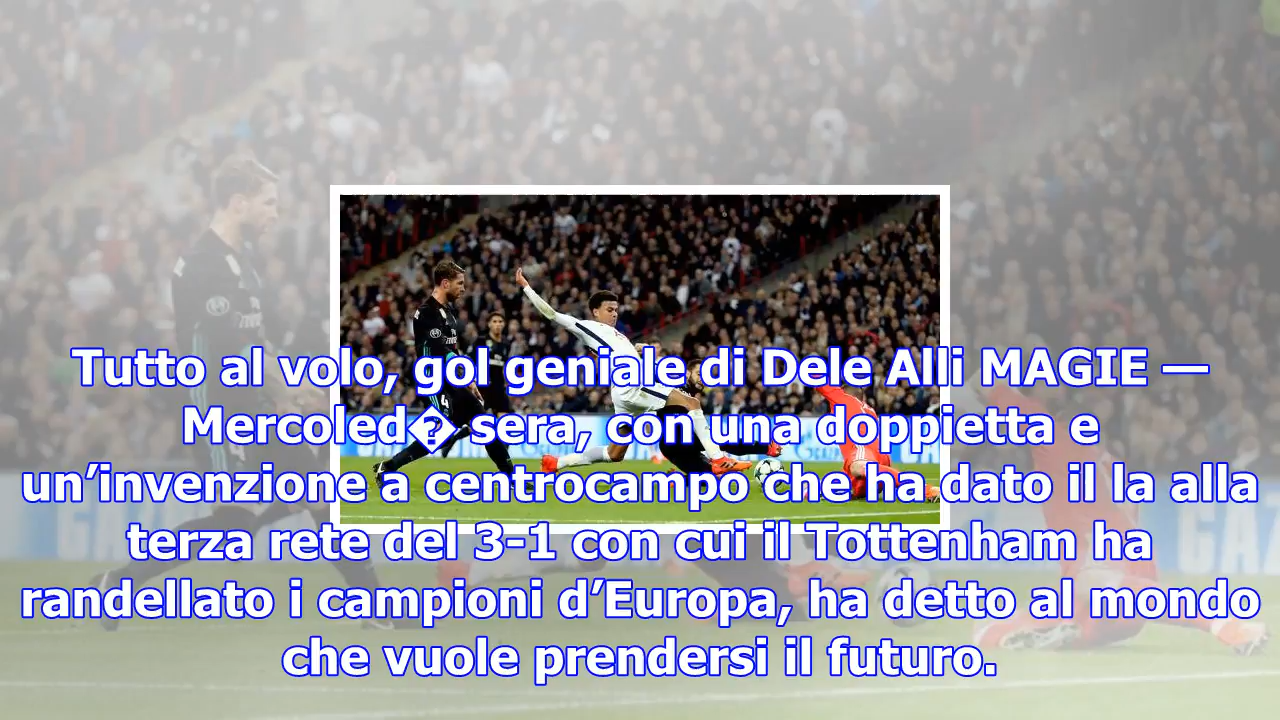 Tutto al volo, gol geniale di Dele Alli MAGIE —
Mercoled� sera, con una doppietta e
un’invenzione a centrocampo che ha dato il la alla
terza rete del 3-1 con cui il Tottenham ha
randellato i campioni d’Europa, ha detto al mondo
che vuole prendersi il futuro.
4